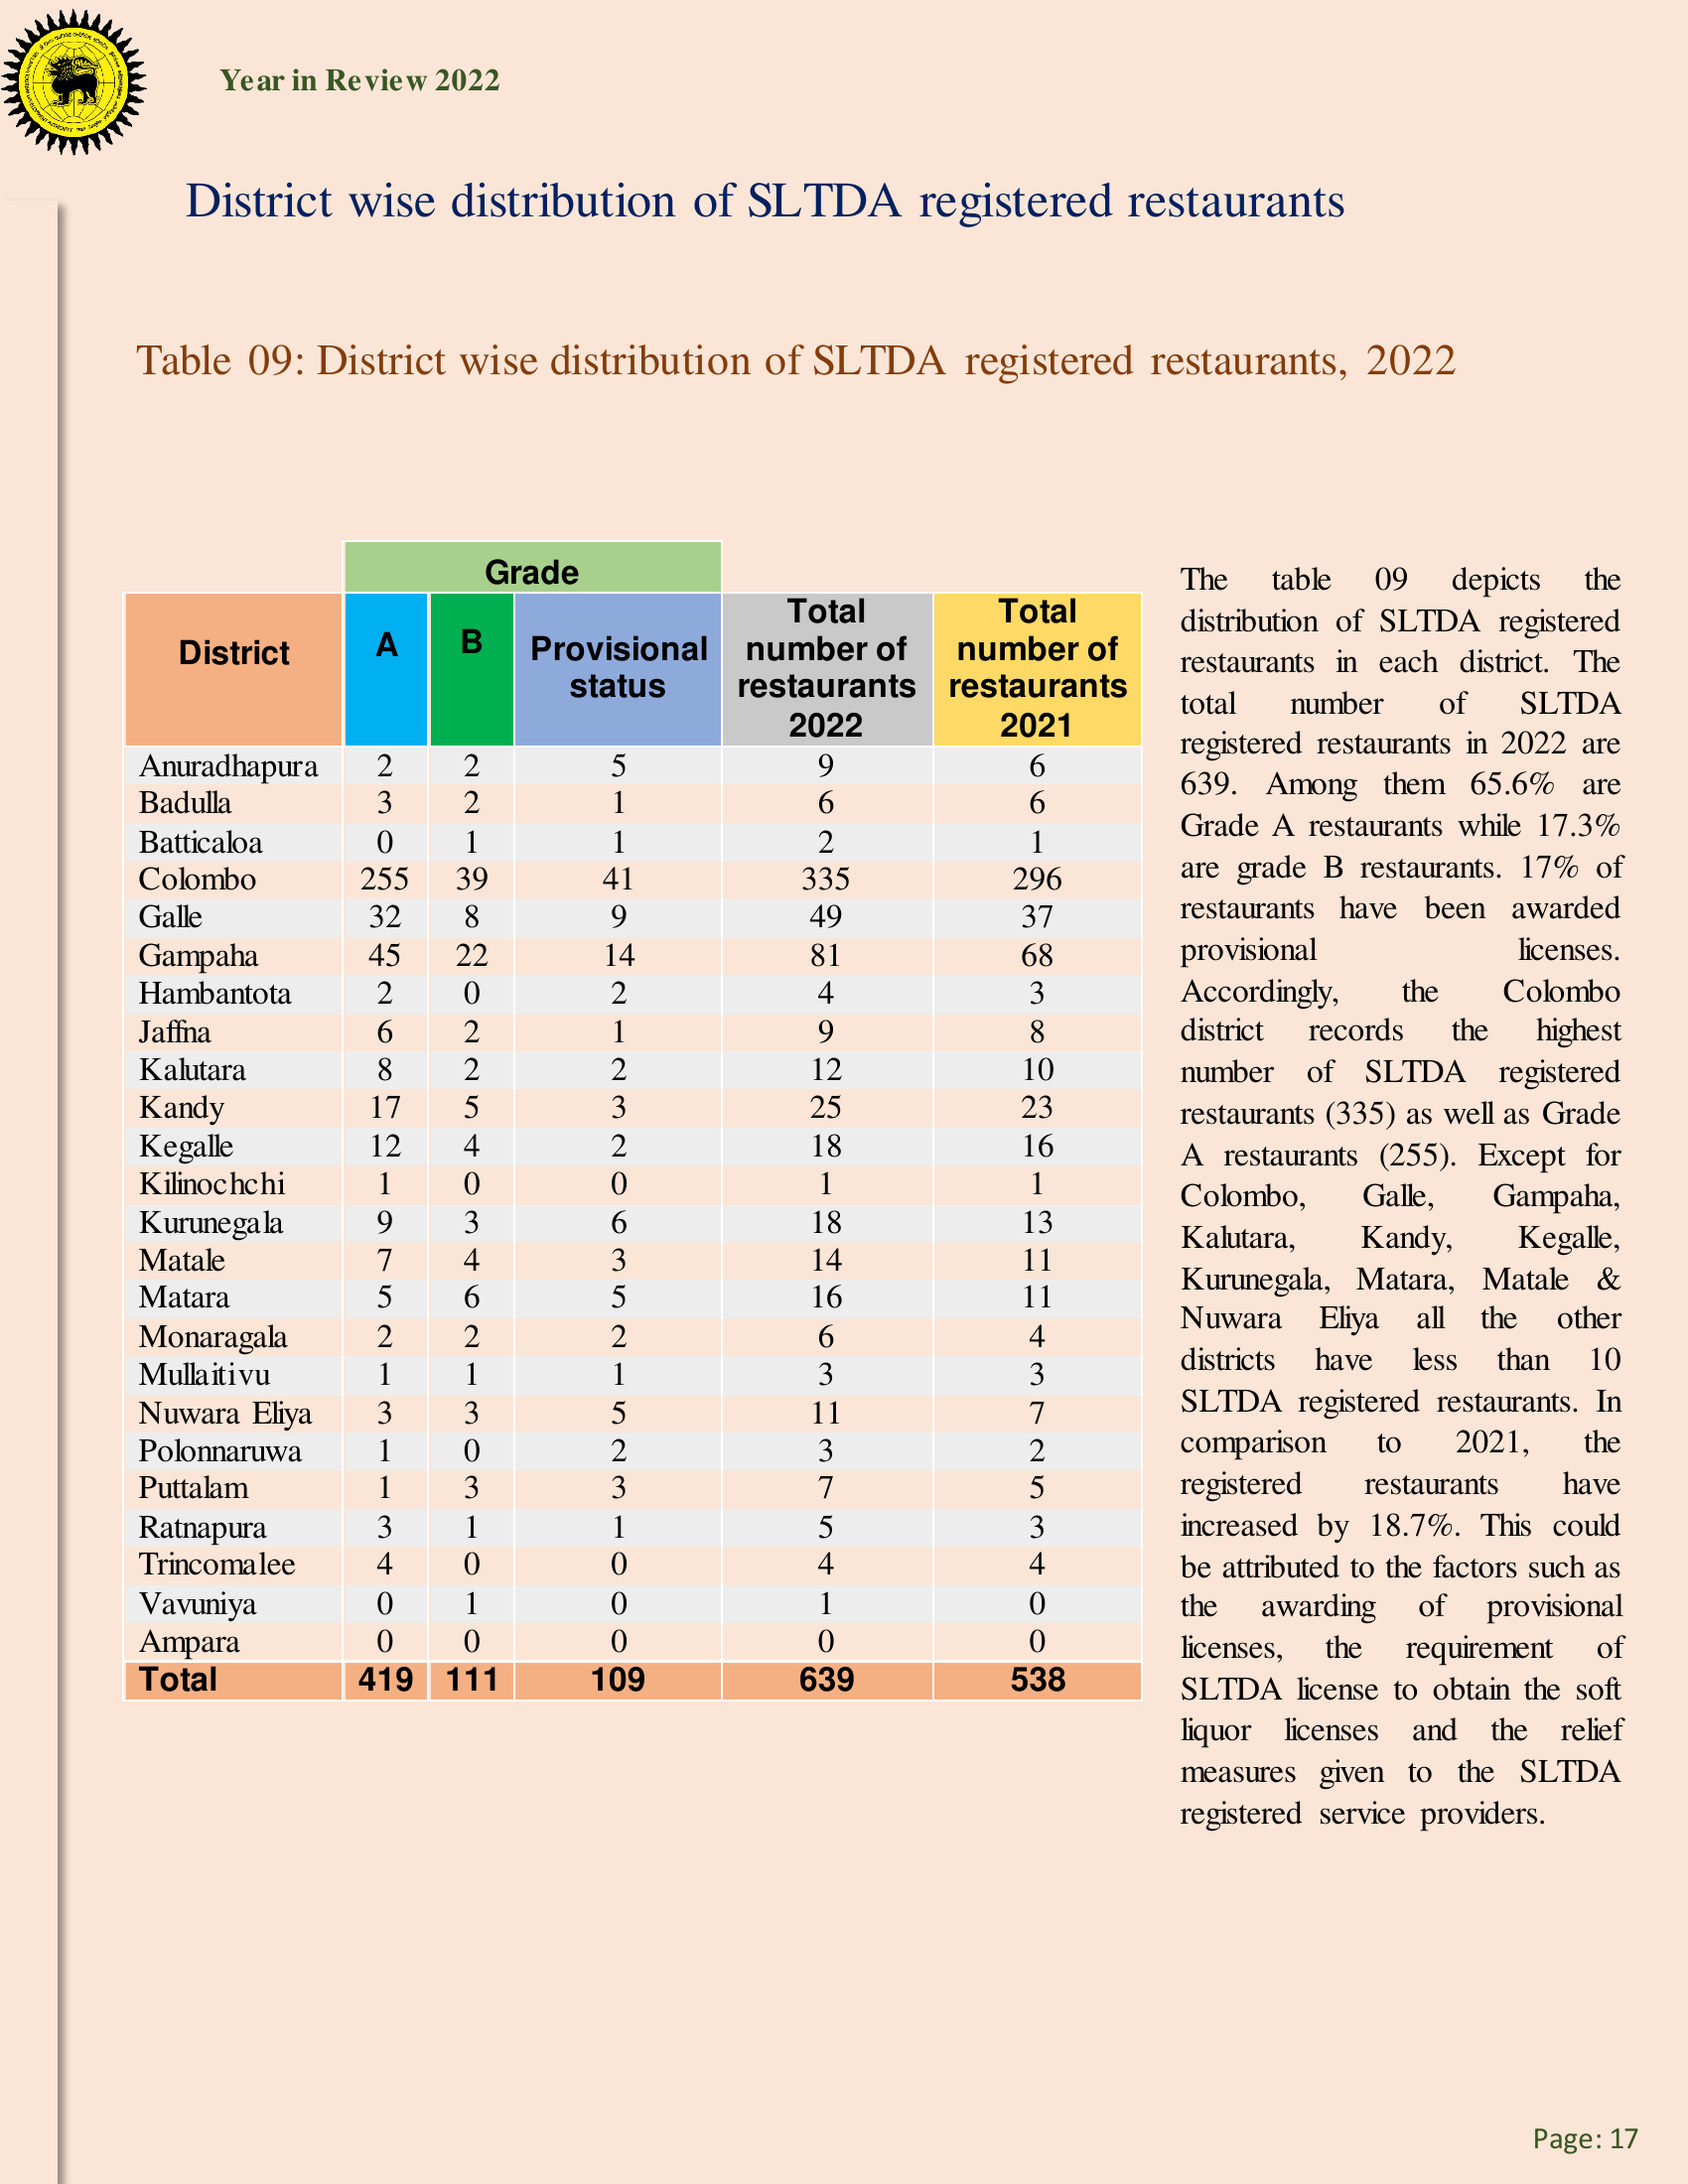 Year in Review 2022
District wise distribution of SLTDA registered restaurants
Table 09: District wise distribution of SLTDA registered restaurants, 2022
Grade
District A B Provisional status Total number of restaurants 2022 Total number of restaurants 2021
Anuradhapura 2 2 5 9 6
Badulla 3 2 1 6 6
Batticaloa 0 1 1 2 1
Colombo 255 39 41 335 296
Galle 32 8 9 49 37
Gampaha 45 22 14 81 68
Hambantota 2 0 2 4 3
Jaffna 6 2 1 9 8
Kalutara 8 2 2 12 10
Kandy 17 5 3 25 23
Kegalle 12 4 2 18 16
Kilinochchi 1 0 0 1 1
Kurunegala 9 3 6 18 13
Matale 7 4 3 14 11
Matara 5 6 5 16 11
Monaragala 2 2 2 6 4
Mullaitivu 1 1 1 3 3
Nuwara Eliya 3 3 5 11 7
Polonnaruwa 1 0 2 3 2
Puttalam 1 3 3 7 5
Ratnapura 3 1 1 5 3
Trincomalee 4 0 0 4 4
Vavuniya 0 1 0 1 0
Ampara 0 0 0 0 0
Total 419 111 109 639 538
The table 09 depicts the
distribution of SLTDA registered
restaurants in each district. The
total number of SLTDA
registered restaurants in 2022 are
639. Among them 65.6% are
Grade A restaurants while 17.3%
are grade B restaurants. 17% of
restaurants have been awarded
provisional licenses.
Accordingly, the Colombo
district records the highest
number of SLTDA registered
restaurants (335) as well as Grade
A restaurants (255). Except for
Colombo, Galle, Gampaha,
Kalutara, Kandy, Kegalle,
Kurunegala, Matara, Matale &
Nuwara Eliya all the other
districts have less than 10
SLTDA registered restaurants. In
comparison to 2021, the
registered restaurants have
increased by 18.7%. This could
be attributed to the factors such as
the awarding of provisional
licenses, the requirement of
SLTDA license to obtain the soft
liquor licenses and the relief
measures given to the SLTDA
registered service providers.
Page: 17